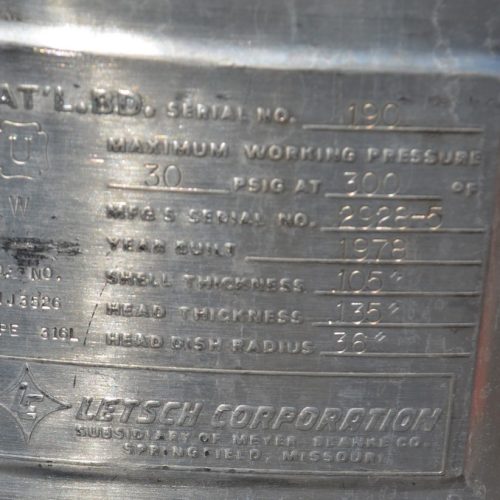 AT'L. BD. SERIAL NO. 190
U
MAXIMUM WORKING PRESSURE
30 PSIG AT 300 °F
W
MFG'S SERIAL NO. 2928-5
YEAR BUILT 1978
NO. SHELL THICKNESS .105"
J3526 HEAD THICKNESS .135"
PE 316L HEAD DISH RADIUS 36"
LC LETSCH CORPORATION
SUBSIDIARY OF MEYER-BLANKE CO.
SPRINGFIELD, MISSOURI